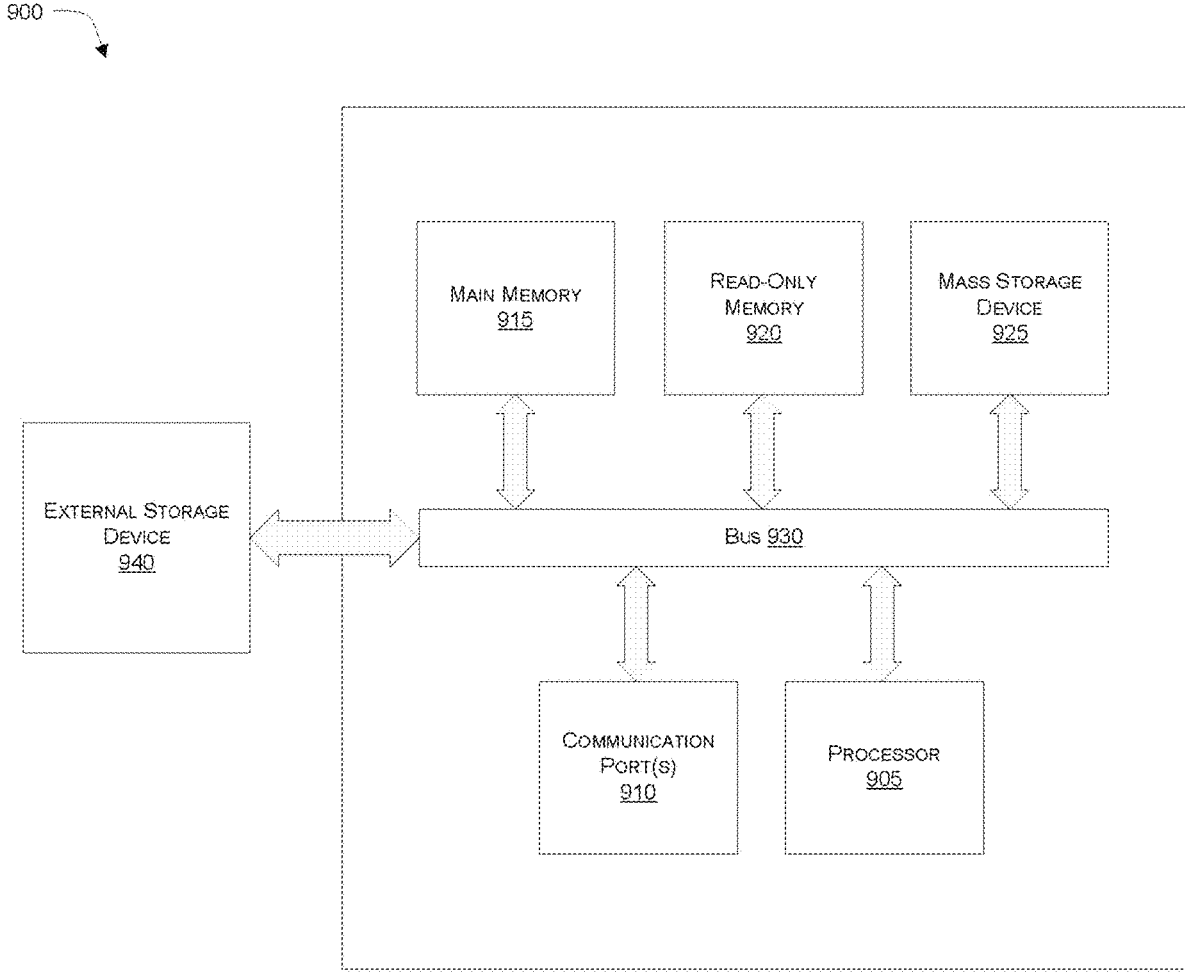 900
MAIN MEMORY
915
READ-ONLY
MEMORY
920
MASS STORAGE
DEVICE
925
EXTERNAL STORAGE
DEVICE
940
BUS 930
COMMUNICATION
PORT(S)
910
PROCESSOR
905